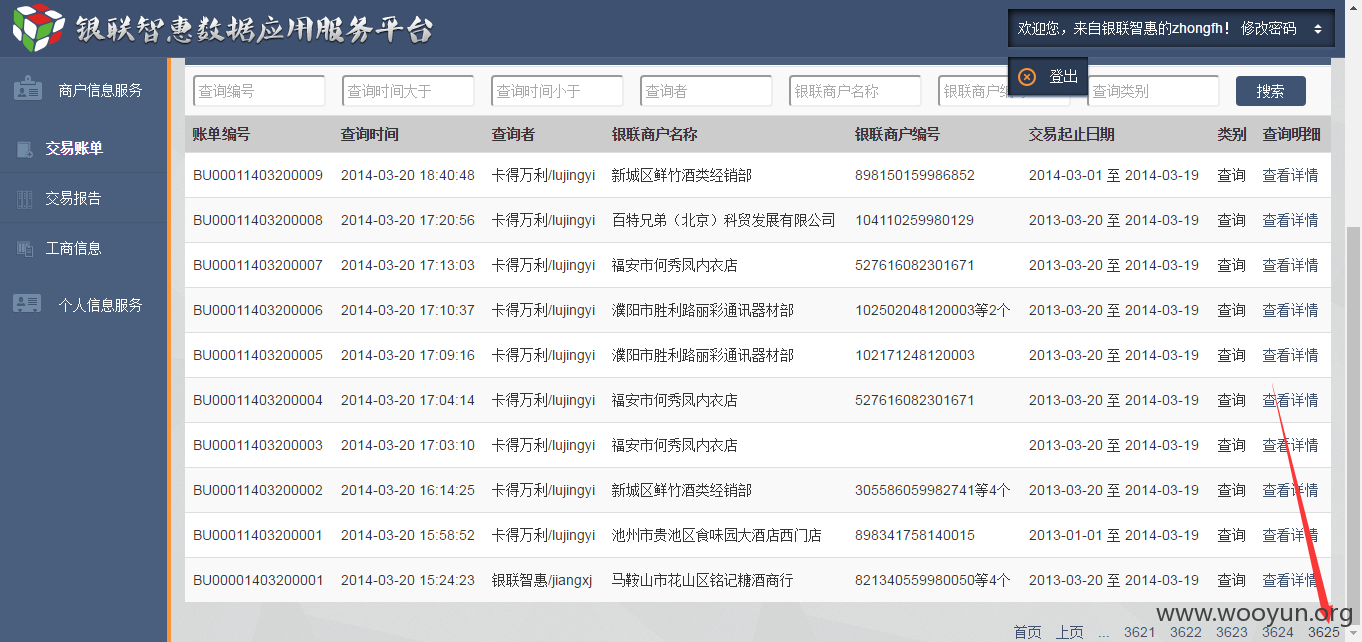 银联智惠数据应用服务平台
欢迎您，来自银联智惠的zhongfh! 修改密码
登出
商户信息服务
交易账单
交易报告
工商信息
个人信息服务
查询编号 查询时间大于 查询时间小于 查询者 银联商户名称 银联商户编 查询类别 搜索
账单编号 查询时间 查询者 银联商户名称 银联商户编号 交易起止日期 类别 查询明细
BU00011403200009 2014-03-20 18:40:48 卡得万利/lujingyi 新城区鲜竹酒类经销部 898150159986852 2014-03-01 至 2014-03-19 查询 查看详情
BU00011403200008 2014-03-20 17:20:56 卡得万利/lujingyi 百特兄弟（北京）科贸发展有限公司 104110259980129 2013-03-20 至 2014-03-19 查询 查看详情
BU00011403200007 2014-03-20 17:13:03 卡得万利/lujingyi 福安市何秀凤内衣店 527616082301671 2013-03-20 至 2014-03-19 查询 查看详情
BU00011403200006 2014-03-20 17:10:37 卡得万利/lujingyi 濮阳市胜利路丽彩通讯器材部 102502048120003等2个 2013-03-20 至 2014-03-19 查询 查看详情
BU00011403200005 2014-03-20 17:09:16 卡得万利/lujingyi 濮阳市胜利路丽彩通讯器材部 102171248120003 2013-03-20 至 2014-03-19 查询 查看详情
BU00011403200004 2014-03-20 17:04:14 卡得万利/lujingyi 福安市何秀凤内衣店 527616082301671 2013-03-20 至 2014-03-19 查询 查看详情
BU00011403200003 2014-03-20 17:03:10 卡得万利/lujingyi 福安市何秀凤内衣店 2013-03-20 至 2014-03-19 查询 查看详情
BU00011403200002 2014-03-20 16:14:25 卡得万利/lujingyi 新城区鲜竹酒类经销部 305586059982741等4个 2013-03-20 至 2014-03-19 查询 查看详情
BU00011403200001 2014-03-20 15:58:52 卡得万利/lujingyi 池州市贵池区食味园大酒店西门店 898341758140015 2013-01-01 至 2014-03-19 查询 查看详情
BU00001403200001 2014-03-20 15:24:23 银联智惠/jiangxj 马鞍山市花山区铭记糖酒商行 821340559980050等4个 2013-03-20 至 2014-03-19 查询 查看详情
www.wooyun.org
首页 上页 ... 3621 3622 3623 3624 3625